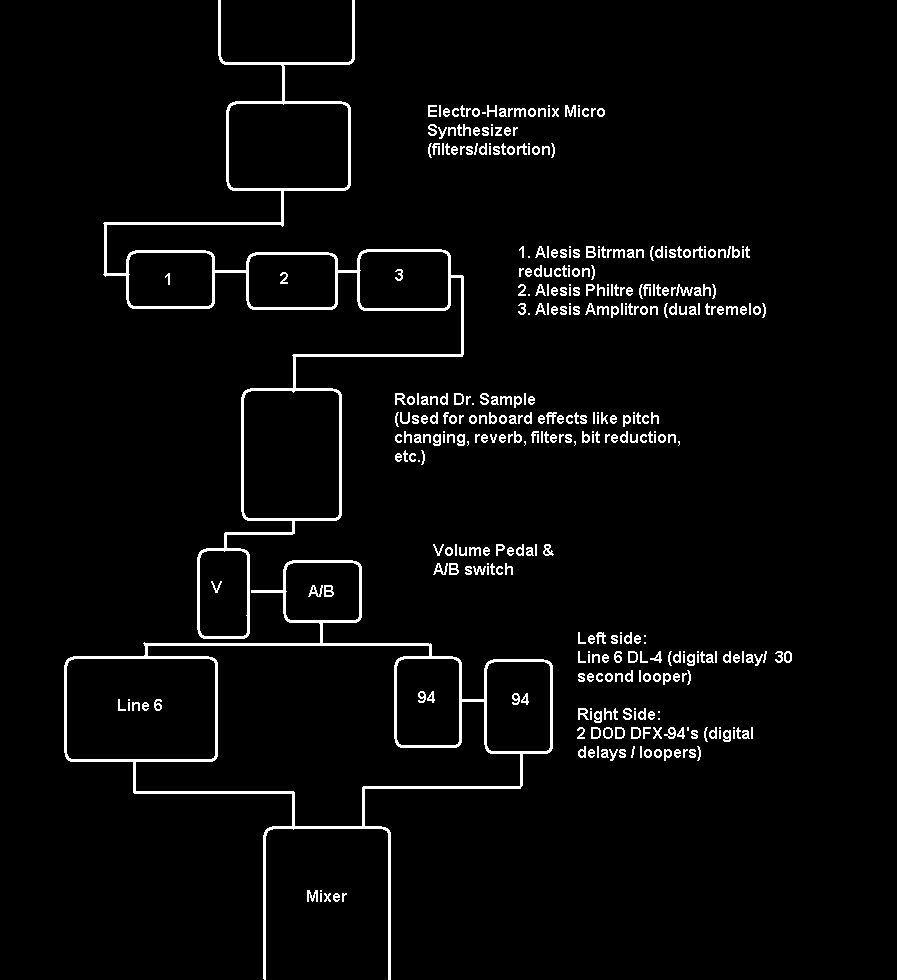 Electro-Harmonix Micro
Synthesizer
(filters/distortion)
1
2
3
1. Alesis Bitrman (distortion/bit
reduction)
2. Alesis Philtre (filter/wah)
3. Alesis Amplitron (dual tremelo)
Roland Dr. Sample
(Used for onboard effects like pitch
changing, reverb, filters, bit reduction,
etc.)
V
A/B
Volume Pedal &
A/B switch
Line 6
94
94
Left side:
Line 6 DL-4 (digital delay/ 30
second looper)
Right Side:
2 DOD DFX-94's (digital
delays / loopers)
Mixer